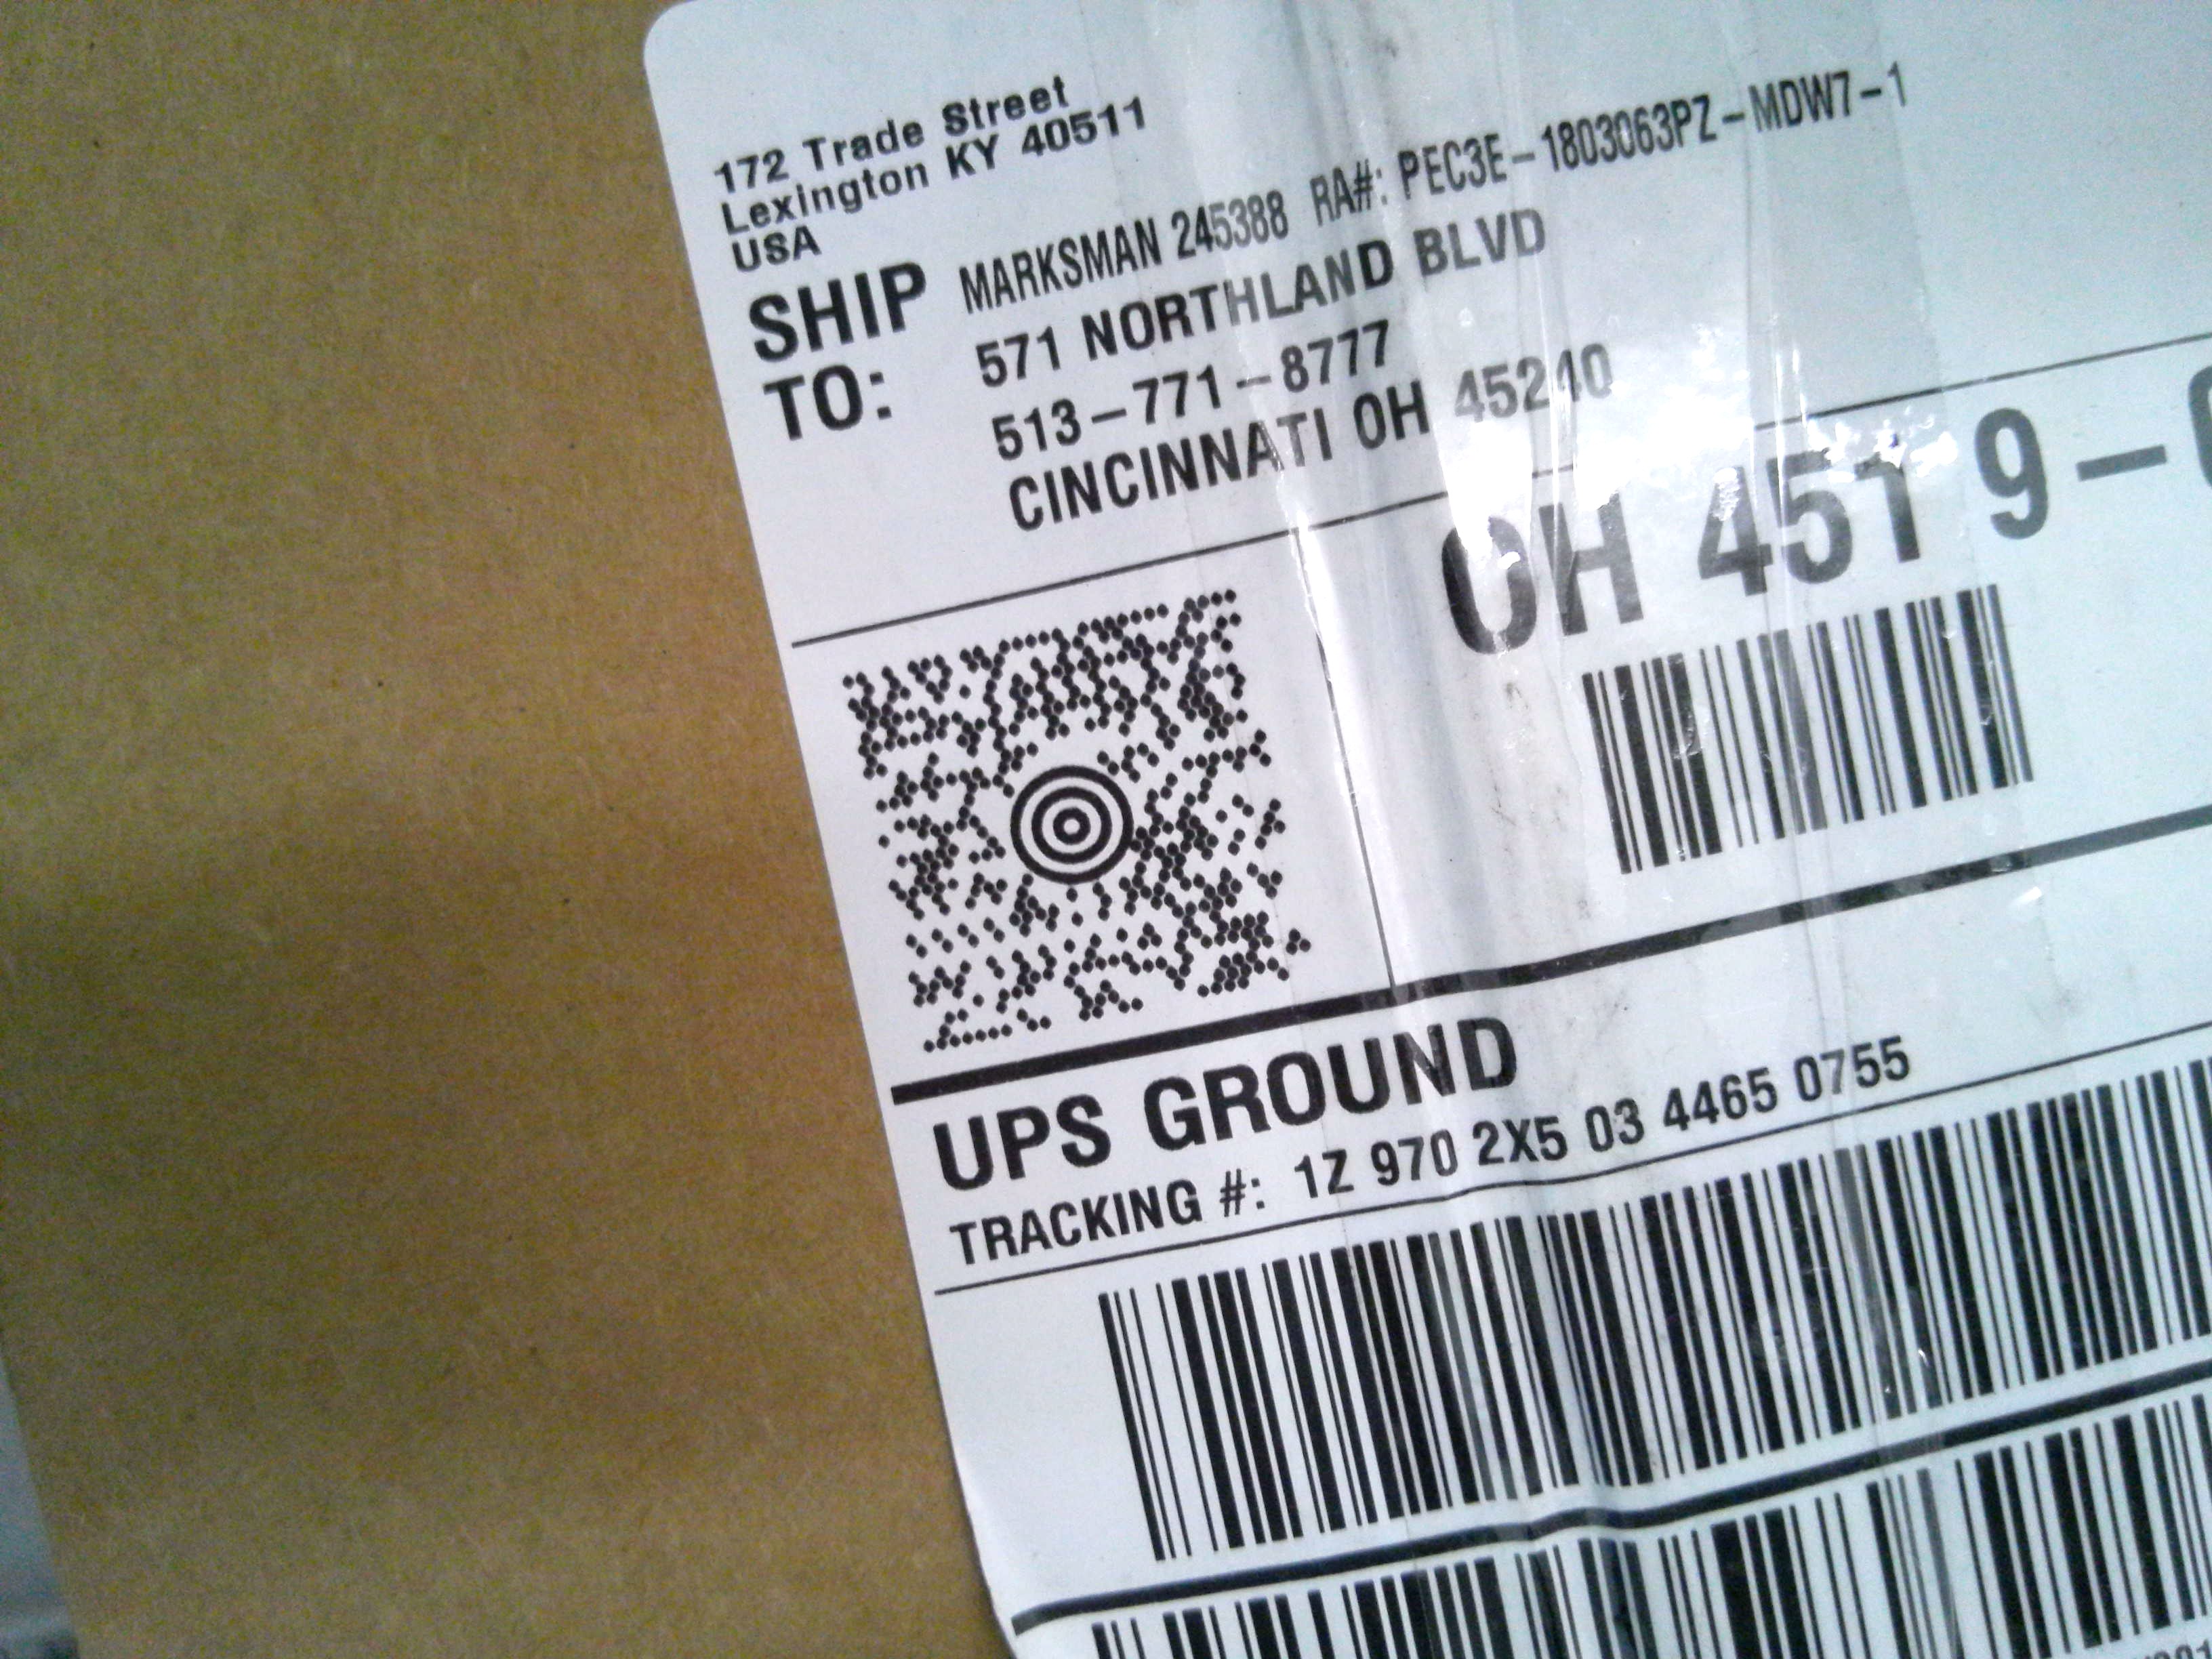 172 Trade Street
Lexington KY 40511
USA
SHIP TO:
MARKSMAN 245388 RA#: PEC3E-1803063PZ-MDW7-1
571 NORTHLAND BLVD
513-771-8777
CINCINNATI OH 45240
OH 451 9-
UPS GROUND
TRACKING #: 1Z 970 2X5 03 4465 0755